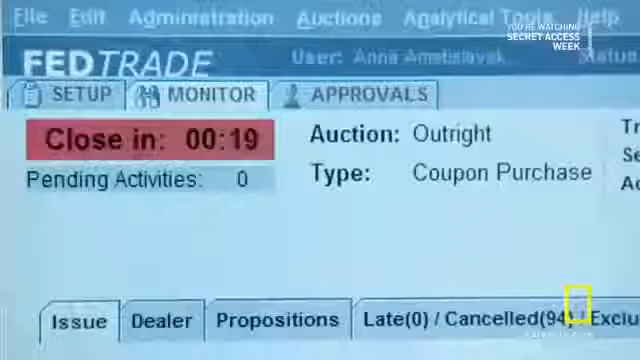 File Edit Administration Auctions Analytical Tools Help
YOU'RE WATCHING
SECRET ACCESS
WEEK
FEDTRADE User: Anna Status
SETUP MONITOR APPROVALS
Close in: 00:19 Auction: Outright
Pending Activities: 0 Type: Coupon Purchase
Issue Dealer Propositions Late(0) / Cancelled(94) / Exclu